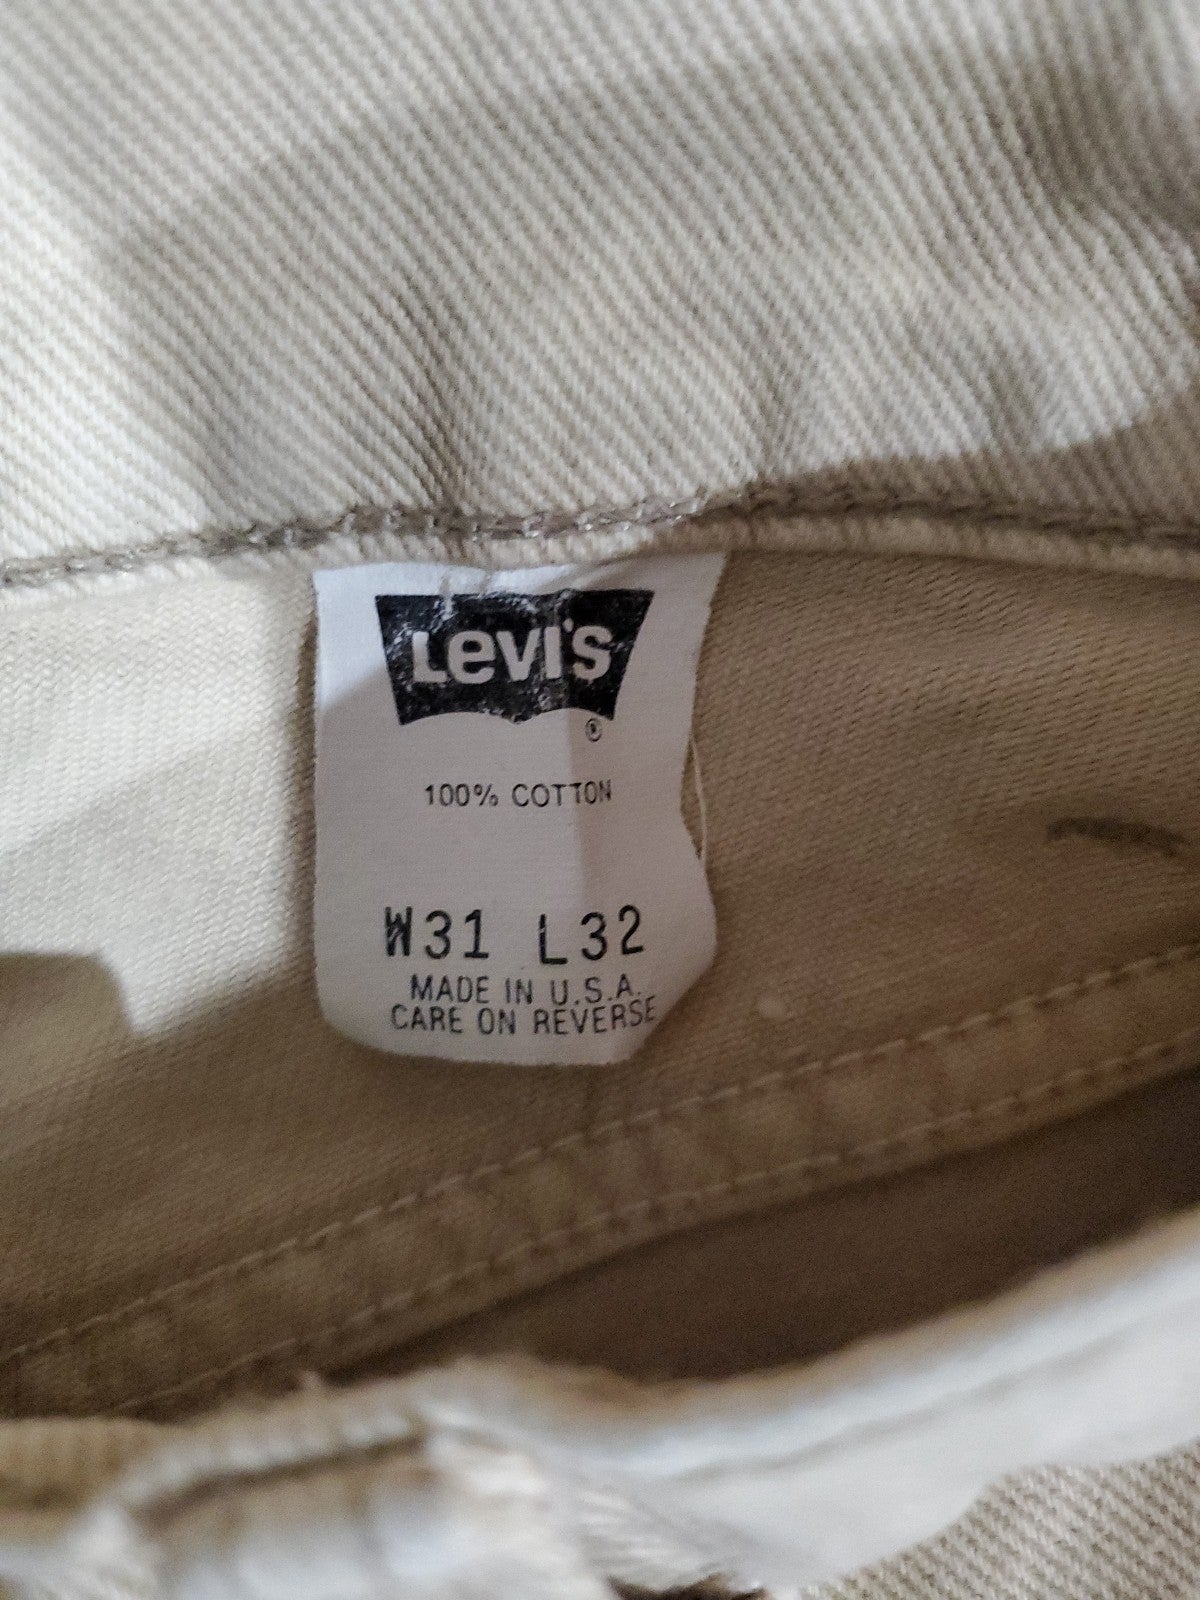 Levi's
®
100% COTTON
W31 L32
MADE IN U.S.A.
CARE ON REVERSE